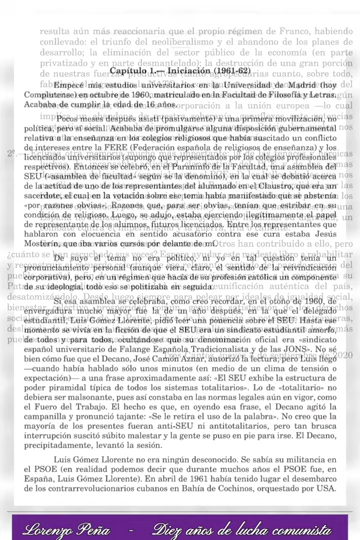 resulta aún más reaccionaria que el propio régimen de Franco, habiendo
conllevado: el triunfo del neoliberalismo y el abandono de los planes de
desarrollo; la eliminación del sector público de la economía (en parte
privatizado y en parte desmantelado); la destrucción de una gran porción
Capítulo 1.— Iniciación (1961-62)
Empecé mis estudios universitarios en la Universidad de Madrid (hoy
Complutense) en octubre de 1960, matriculado en la Facultad de Filosofía y Letras.
Acababa de cumplir la edad de 16 años.
Pocos meses después asistí (pasivamente) a una primera movilización, no
política, pero sí social. Acababa de promulgarse alguna disposición gubernamental
relativa a la enseñanza en los colegios religiosos que había suscitado un conflicto
de intereses entre la FERE (Federación española de religiosos de enseñanza) y los
licenciados universitarios (supongo que representados por los colegios profesionales
respectivos). Entonces se celebró, en el Paraninfo de la Facultad, una asamblea del
SEU («asamblea de facultad» según se la denominó), en la cual se debatió acerca
de la actitud de uno de los representantes del alumnado en el Claustro, que era un
sacerdote, el cual en la votación sobre ese tema había manifestado que se abstenía
«por razones obvias». Razones que, para ser obvias, tenían que estribar en su
condición de religioso. Luego, se adujo, estaba ejerciendo ilegítimamente el papel
de representante de los alumnos, futuros licenciados. Entre los representantes que
hablaron con elocuencia en sentido acusatorio contra ese cura estaba Jesús
Mosterín, que iba varios cursos por delante de mí.
De suyo el tema no era político, ni yo en tal cuestión tenía un
pronunciamiento personal (aunque viera, claro, el sentido de la reivindicación
corporativa), pero, en un régimen que hacía de su profesión católica un componente
de su ideología, todo eso se politizaba en seguida.
Si, esa asamblea se celebraba, como creo recordar, en el otoño de 1960, de
envergadura mucho mayor fue la de un año después, en la que el delegado
estudiantil, Luis Gómez Llorente, pidió leer una ponencia sobre el SEU. Hasta ese
momento se vivía en la ficción de que el SEU era un sindicato estudiantil amorfo,
de todos y para todos, ocultándose que su denominación oficial era «sindicato
español universitario de Falange Española Tradicionalista y de las JONS». No sé
bien cómo fue que el Decano, José Camón Aznar, autorizó la lectura; pero Luis llegó
—cuando había hablado sólo unos minutos (en medio de un clima de tensión o
expectación)— a una frase aproximadamente así: «El SEU exhibe la estructura de
poder piramidal típica de todos los sistemas totalitarios». Lo de «totalitario» no
debiera ser malsonante, pues así constaba en las normas legales aún en vigor, como
el Fuero del Trabajo. El hecho es que, en oyendo esa frase, el Decano agitó la
campanilla y pronunció tajante: «Se le retira el uso de la palabra». No creo que la
mayoría de los presentes fueran anti-SEU ni antitotalitarios, pero tan brusca
interrupción suscitó súbito malestar y la gente se puso en pie para irse. El Decano,
precipitadamente, levantó la sesión.
Luis Gómez Llorente no era ningún desconocido. Se sabía su militancia en
el PSOE (en realidad podemos decir que durante muchos años el PSOE fue, en
España, Luis Gómez Llorente). En abril de 1961 había tenido lugar el desembarco
de los contrarrevolucionarios cubanos en Bahía de Cochinos, orquestado por USA.
Lorenzo Peña - Diez años de lucha comunista